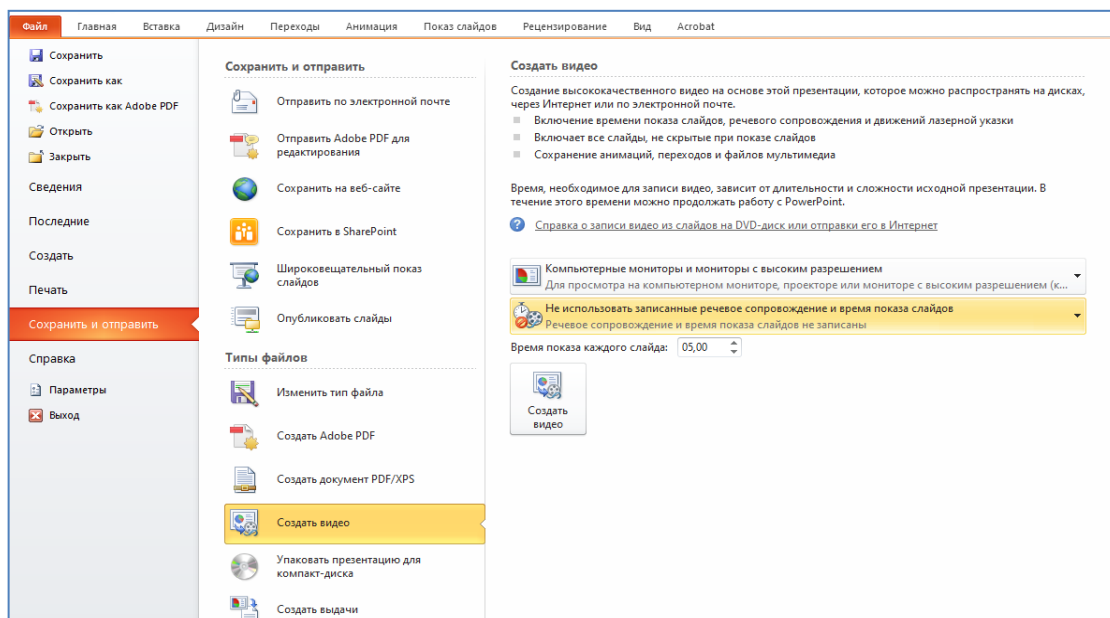 Файл Главная Вставка Дизайн Переходы Анимация Показ слайдов Рецензирование Вид Acrobat
Сохранить
Сохранить как
Сохранить как Adobe PDF
Открыть
Закрыть
Сведения
Последние
Создать
Печать
Сохранить и отправить
Справка
Параметры
Выход
Сохранить и отправить
Отправить по электронной почте
Отправить Adobe PDF для
редактирования
Сохранить на веб-сайте
Сохранить в SharePoint
Широковещательный показ
слайдов
Опубликовать слайды
Типы файлов
Изменить тип файла
Создать Adobe PDF
Создать документ PDF/XPS
Создать видео
Упаковать презентацию для
компакт-диска
Создать выдачи
Создать видео
Создание высококачественного видео на основе этой презентации, которое можно распространять на дисках,
через Интернет или по электронной почте.
Включение времени показа слайдов, речевого сопровождения и движений лазерной указки
Включает все слайды, не скрытые при показе слайдов
Сохранение анимаций, переходов и файлов мультимедиа
Время, необходимое для записи видео, зависит от длительности и сложности исходной презентации. В
течение этого времени можно продолжать работу с PowerPoint.
Справка о записи видео из слайдов на DVD-диск или отправки его в Интернет
Компьютерные мониторы и мониторы с высоким разрешением
Для просмотра на компьютерном мониторе, проекторе или мониторе с высоким разрешением (к...
Не использовать записанные речевое сопровождение и время показа слайдов
Речевое сопровождение и время показа слайдов не записаны
Время показа каждого слайда: 05,00
Создать
видео